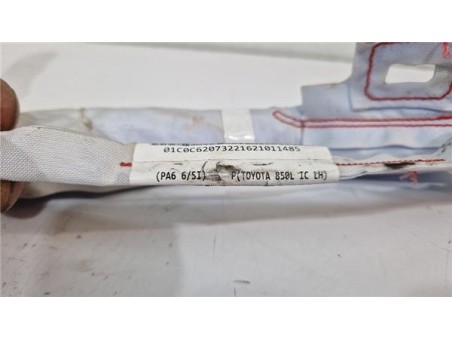 01C0C62073221621011485
(PA6 6/SI) P(TOYOTA 850L IC LH)